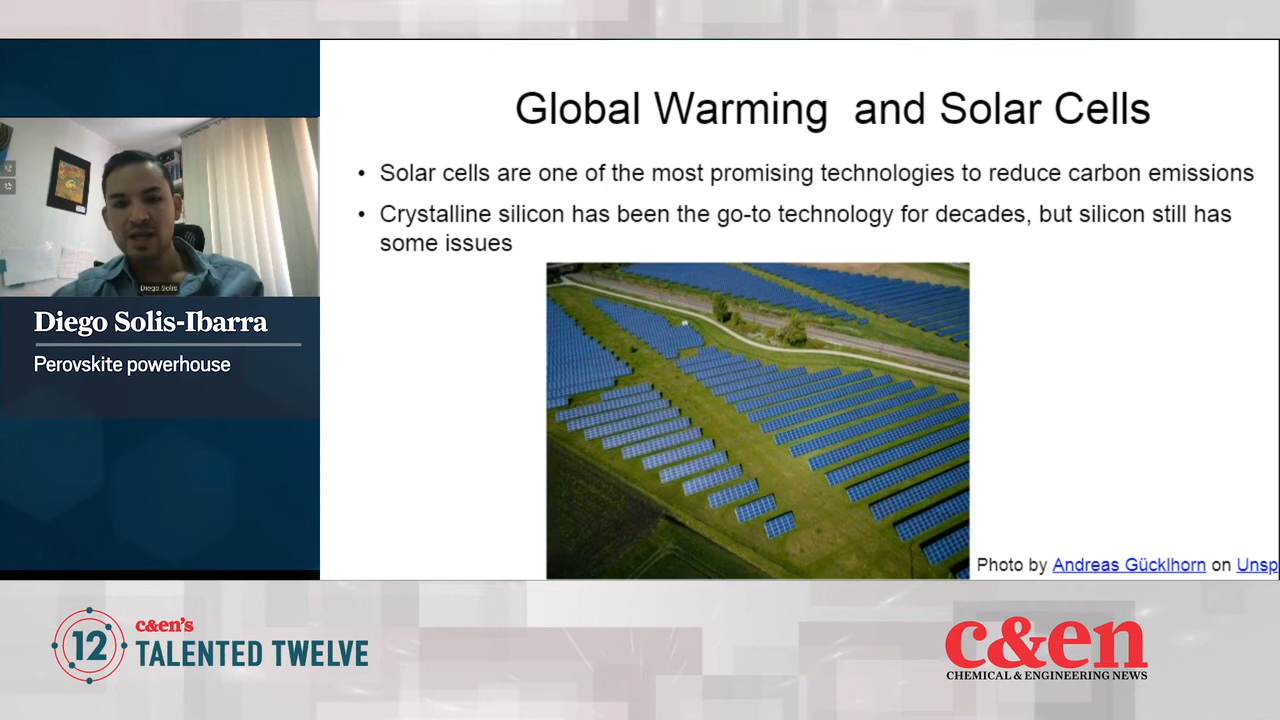 Global Warming  and Solar Cells
• Solar cells are one of the most promising technologies to reduce carbon emissions
• Crystalline silicon has been the go-to technology for decades, but silicon still has
some issues
Diego Solis
Diego Solis-Ibarra
Perovskite powerhouse
Photo by Andreas Gücklhorn on Unsp
12
c&en's
TALENTED TWELVE
c&en
CHEMICAL & ENGINEERING NEWS